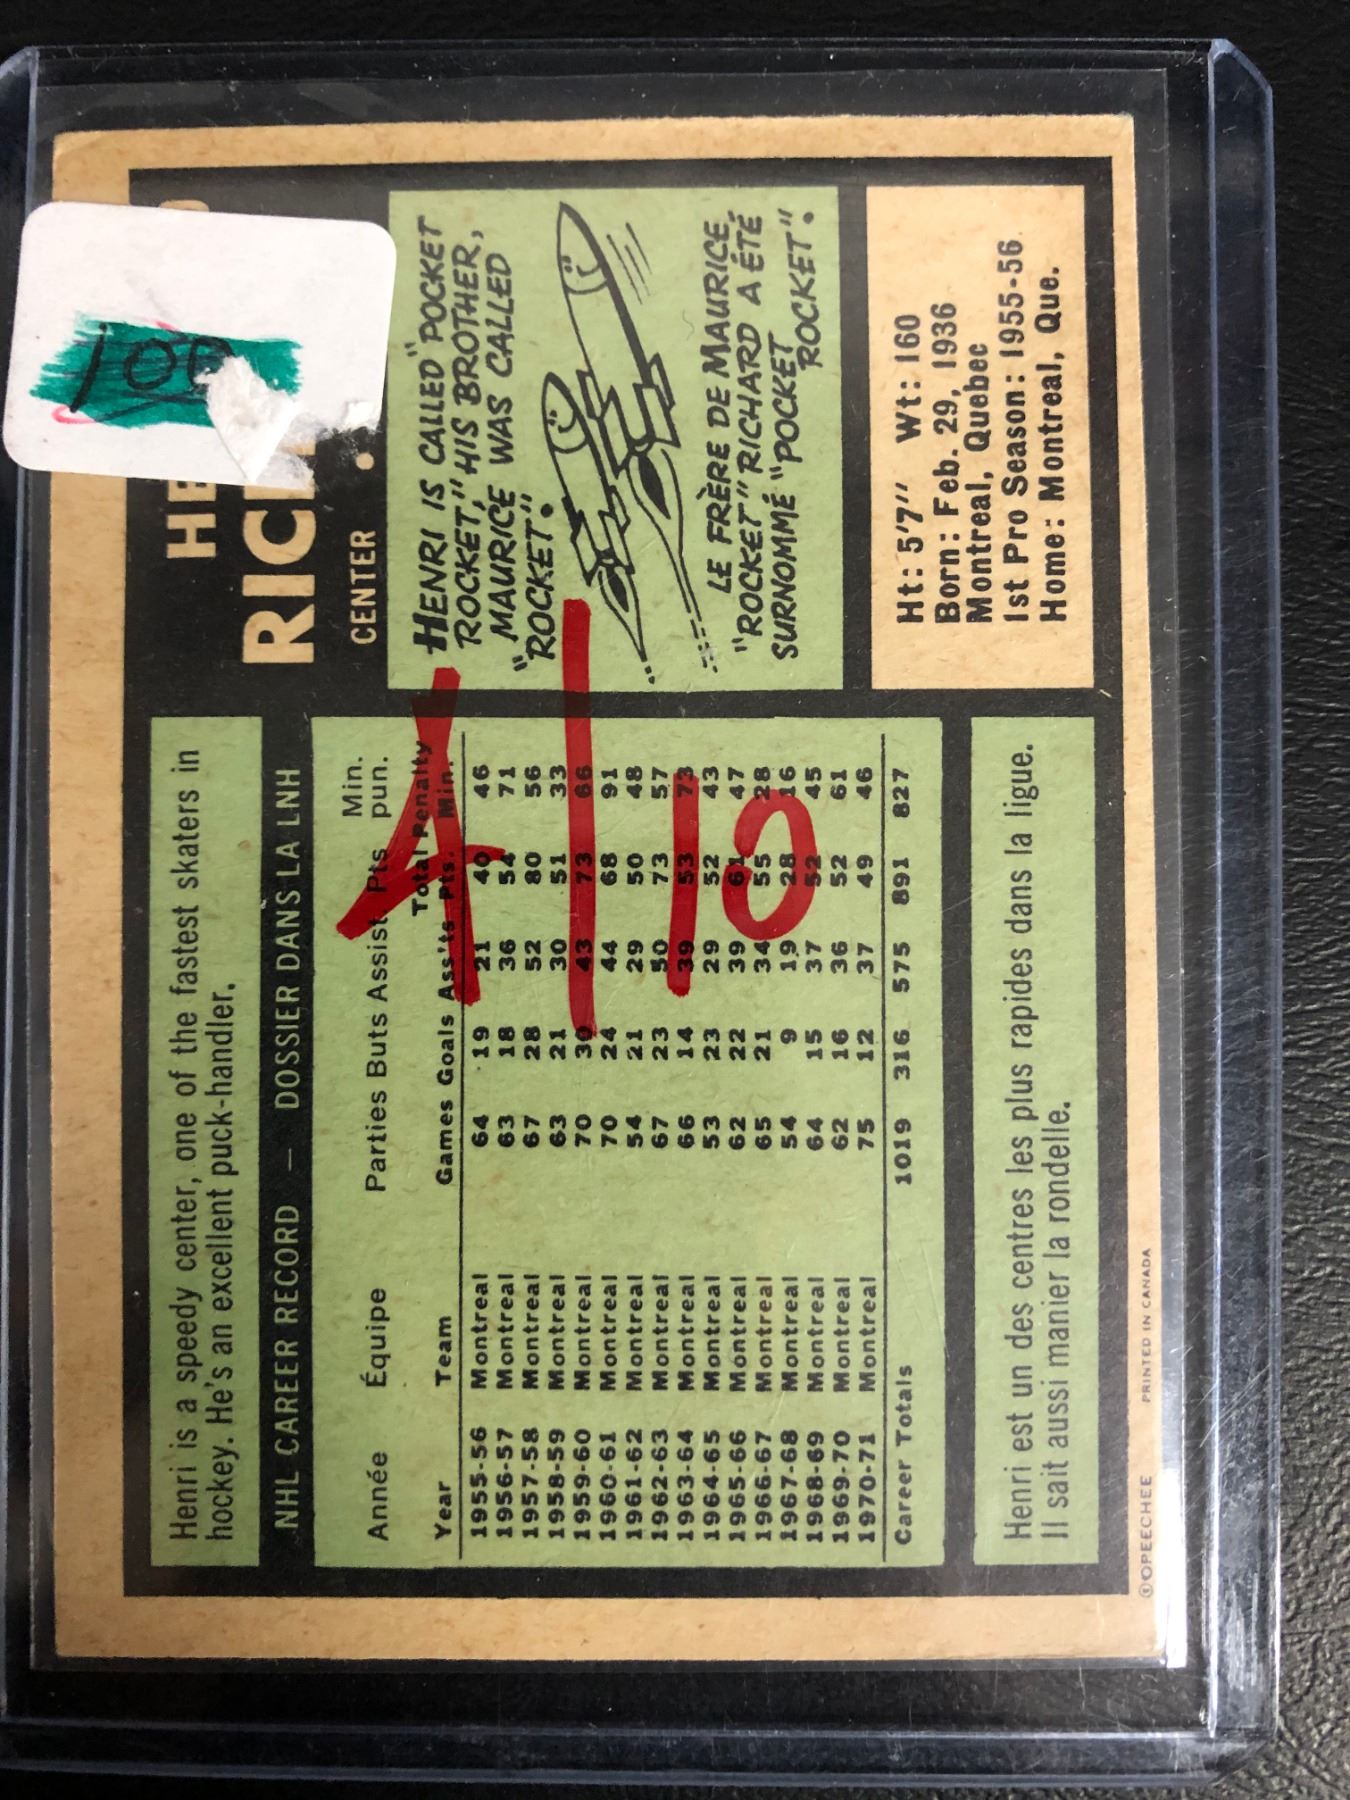 100
HE
RIC
CENTER •
Henri is a speedy center, one of the fastest skaters in
hockey. He's an excellent puck-handler.
NHL CAREER RECORD — DOSSIER DANS LA LNH
Année Équipe Parties Buts Assist. Pts Min. pun.
Year Team Games Goals Ass'ts Total Pts. Penalty Min.
1955-56 Montreal 64 19 21 40 46
1956-57 Montreal 63 18 36 54 71
1957-58 Montreal 67 28 52 80 56
1958-59 Montreal 63 21 30 51 33
1959-60 Montreal 70 30 43 73 66
1960-61 Montreal 70 24 44 68 91
1961-62 Montreal 54 21 29 50 48
1962-63 Montreal 67 23 50 73 57
1963-64 Montreal 66 14 39 53 73
1964-65 Montreal 53 23 29 52 43
1965-66 Montreal 62 22 39 61 47
1966-67 Montreal 65 21 34 55 28
1967-68 Montreal 54 9 19 28 16
1968-69 Montreal 64 15 37 52 45
1969-70 Montreal 62 16 36 52 61
1970-71 Montreal 75 12 37 49 46
Career Totals 1019 316 575 891 827
Henri est un des centres les plus rapides dans la ligue.
Il sait aussi manier la rondelle.
HENRI IS CALLED "POCKET
ROCKET," HIS BROTHER,
MAURICE WAS CALLED
"ROCKET".
LE FRÈRE DE MAURICE
"ROCKET" RICHARD A ÉTÉ
SURNOMMÉ "POCKET
ROCKET".
Ht: 5'7" Wt: 160
Born: Feb. 29, 1936
Montreal, Quebec
1st Pro Season: 1955-56
Home: Montreal, Que.
©OPEECHEE PRINTED IN CANADA